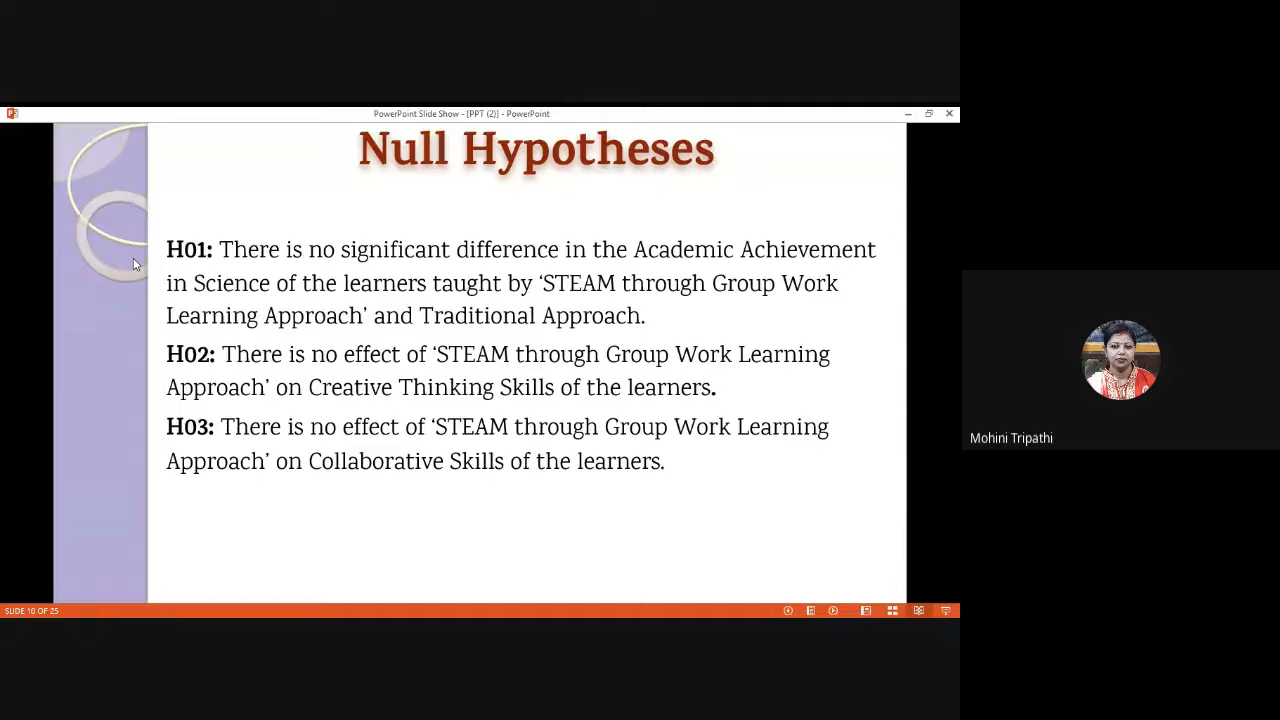 PowerPoint Slide Show - [PPT (2)] - PowerPoint
Null Hypotheses
H01: There is no significant difference in the Academic Achievement
in Science of the learners taught by ‘STEAM through Group Work
Learning Approach’ and Traditional Approach.
H02: There is no effect of ‘STEAM through Group Work Learning
Approach’ on Creative Thinking Skills of the learners.
H03: There is no effect of ‘STEAM through Group Work Learning
Approach’ on Collaborative Skills of the learners.
SLIDE 10 OF 25
Mohini Tripathi